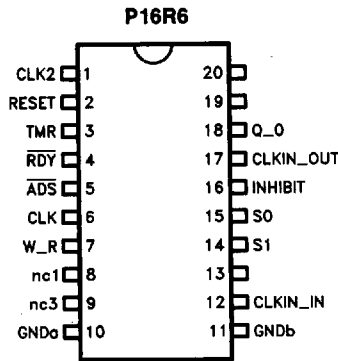 P16R6
CLK2 1 20
RESET 2 19
TMR 3 18 Q_0
RDY 4 17 CLKIN_OUT
ADS 5 16 INHIBIT
CLK 6 15 S0
W_R 7 14 S1
nc1 8 13
nc3 9 12 CLKIN_IN
GNDa 10 11 GNDb